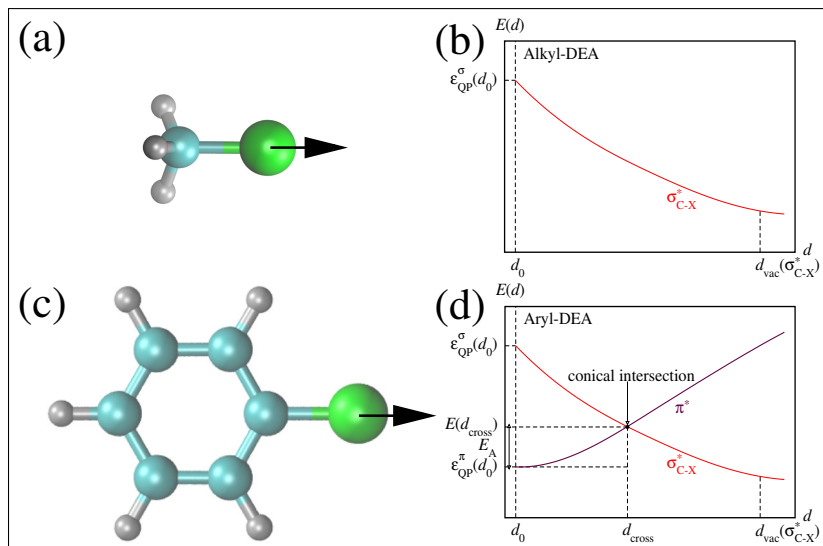 (a)
(b)
E(d)
Alkyl-DEA
ε^σ_QP(d_0)
σ^*_C-X
d
d_0
d_vac(σ^*_C-X)
(c)
(d)
E(d)
Aryl-DEA
ε^σ_QP(d_0)
conical intersection
π^*
E(d_cross)
E_A
σ^*_C-X
ε^π_QP(d_0)
d
d_0
d_cross
d_vac(σ^*_C-X)